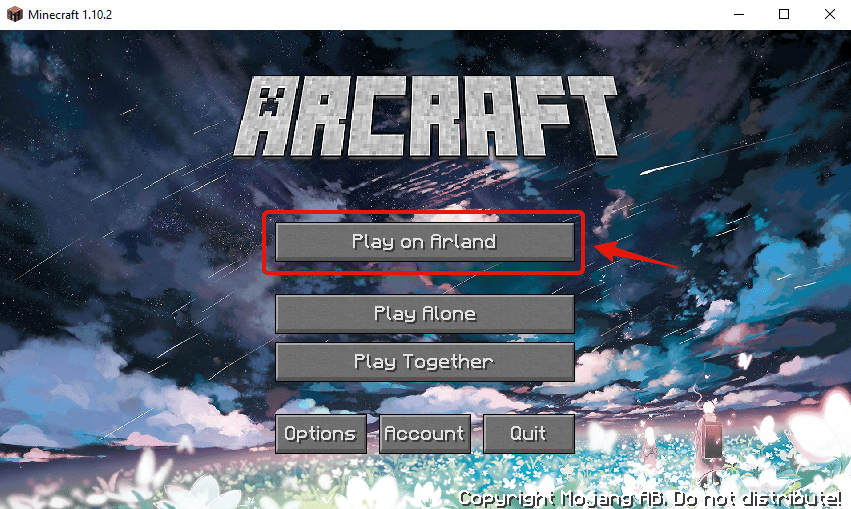 Minecraft 1.10.2
ARCRAFT
Play on Arland
Play Alone
Play Together
Options Account Quit
Copyright Mojang AB. Do not distribute!